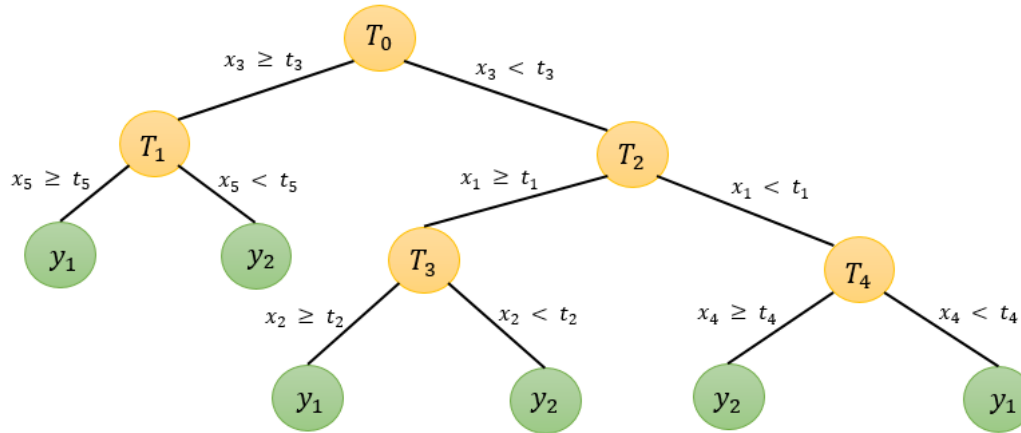 T₀
x₃ ≥ t₃
x₃ < t₃
T₁
T₂
x₅ ≥ t₅
x₅ < t₅
x₁ ≥ t₁
x₁ < t₁
y₁
y₂
T₃
T₄
x₂ ≥ t₂
x₂ < t₂
x₄ ≥ t₄
x₄ < t₄
y₁
y₂
y₂
y₁